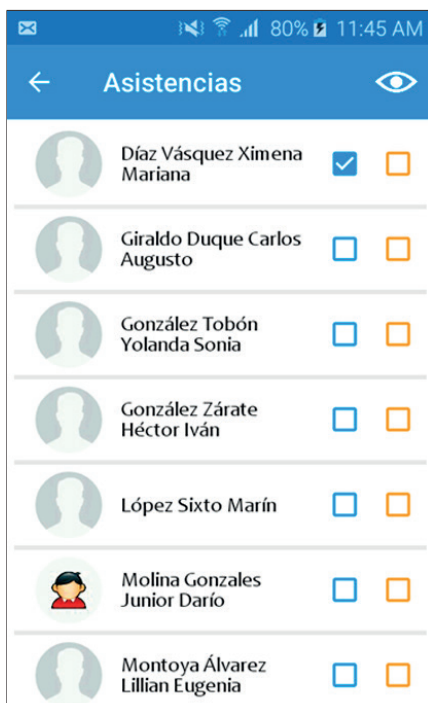 80% 11:45 AM
Asistencias
Díaz Vásquez Ximena
Mariana
Giraldo Duque Carlos
Augusto
González Tobón
Yolanda Sonia
González Zárate
Héctor Iván
López Sixto Marín
Molina Gonzales
Junior Darío
Montoya Álvarez
Lillian Eugenia